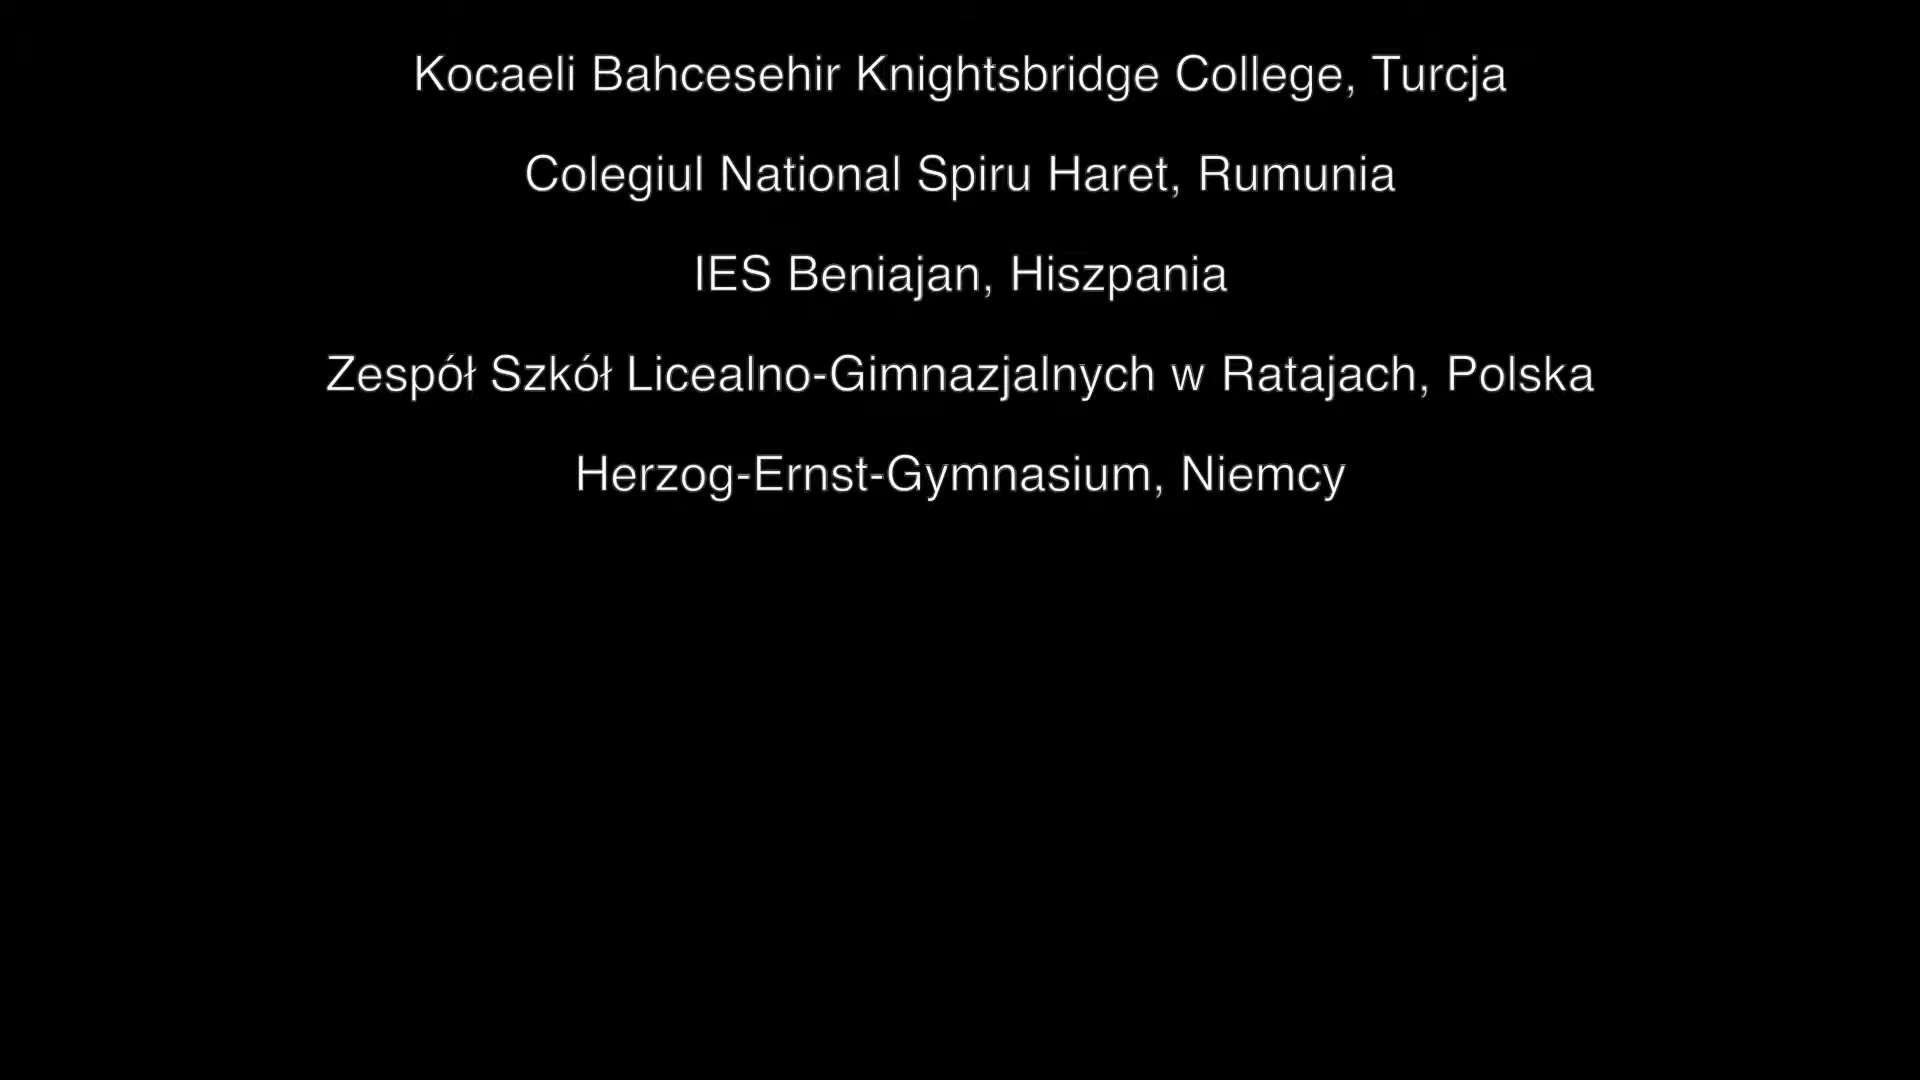 Kocaeli Bahcesehir Knightsbridge College, Turcja
Colegiul National Spiru Haret, Rumunia
IES Beniajan, Hiszpania
Zespół Szkół Licealno-Gimnazjalnych w Ratajach, Polska
Herzog-Ernst-Gymnasium, Niemcy